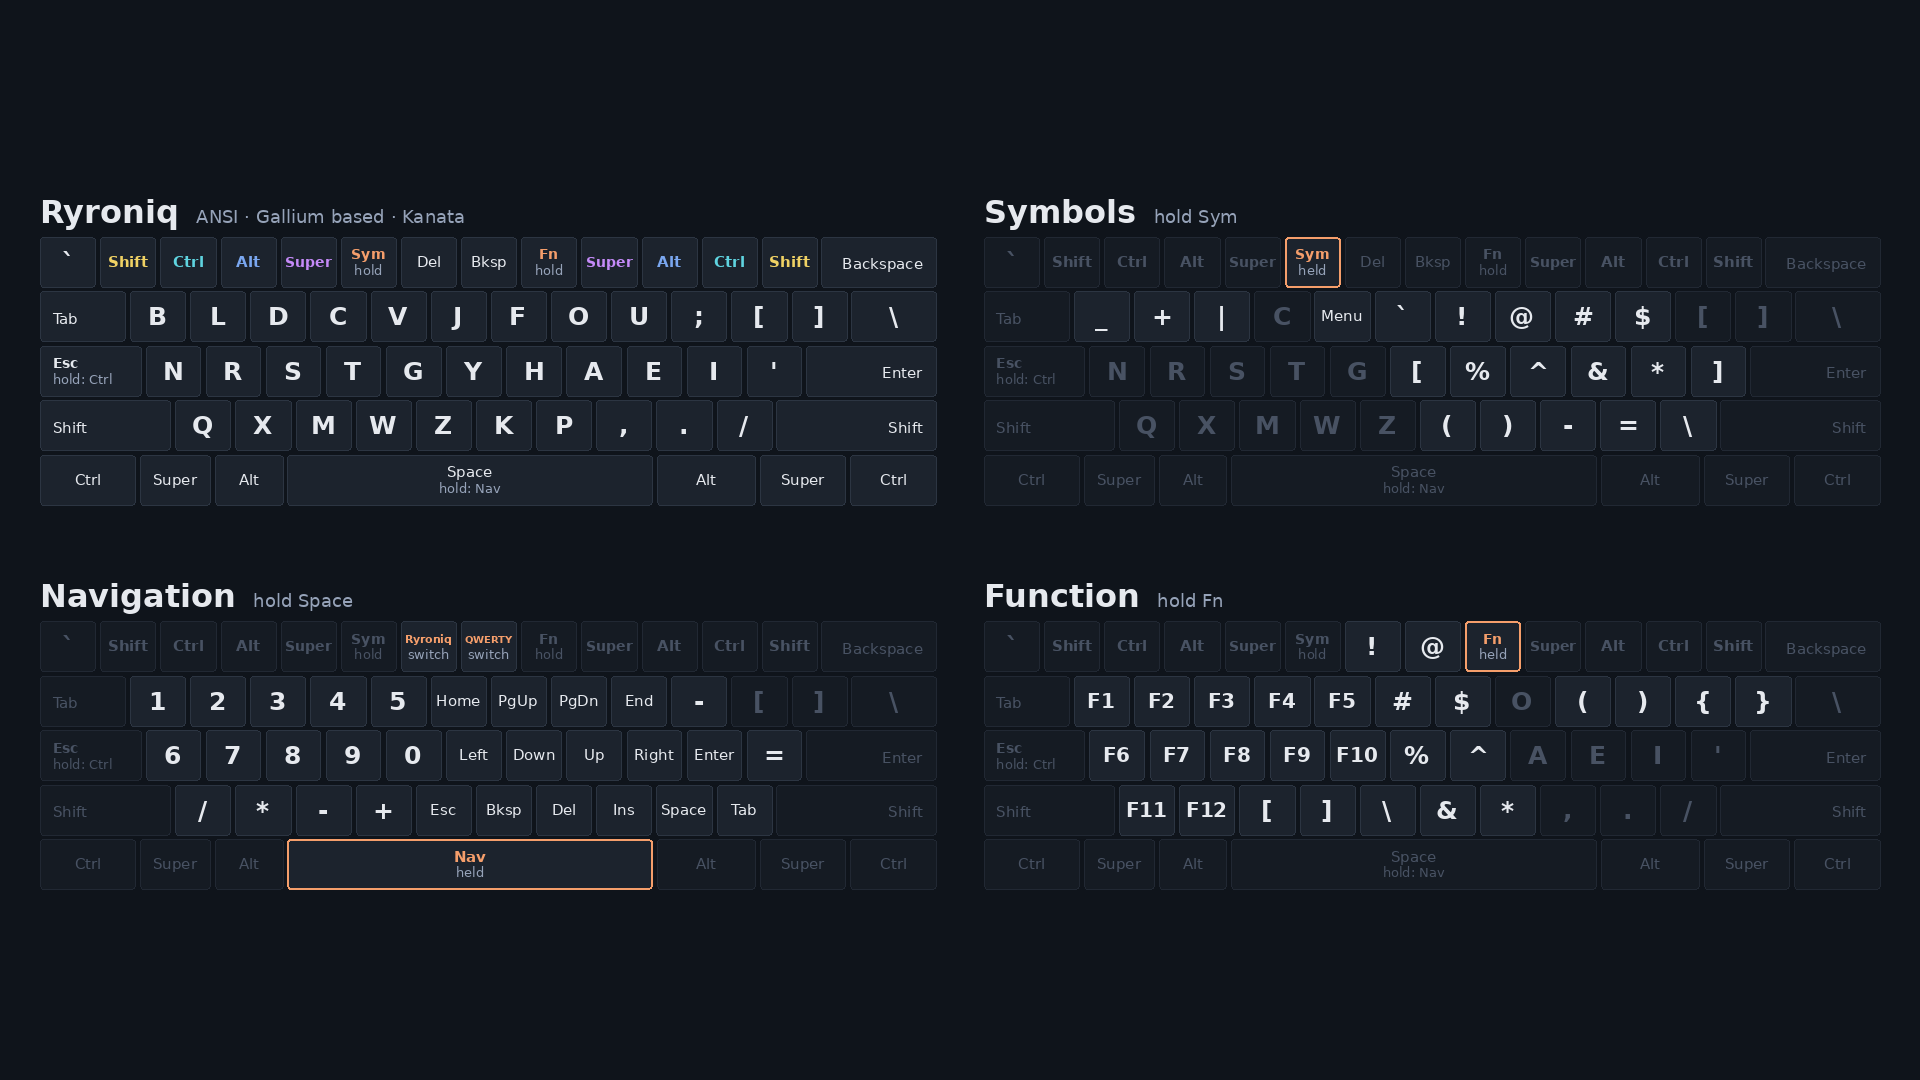 Ryroniq ANSI · Gallium based · Kanata
` Shift Ctrl Alt Super Sym hold Del Bksp Fn hold Super Alt Ctrl Shift Backspace
Tab B L D C V J F O U ; [ ] \
Esc hold: Ctrl N R S T G Y H A E I ' Enter
Shift Q X M W Z K P , . / Shift
Ctrl Super Alt Space hold: Nav Alt Super Ctrl
Symbols hold Sym
` Shift Ctrl Alt Super Sym held Del Bksp Fn hold Super Alt Ctrl Shift Backspace
Tab _ + | C Menu ` ! @ # $ [ ] \
Esc hold: Ctrl N R S T G [ % ^ & * ] Enter
Shift Q X M W Z ( ) - = \ Shift
Ctrl Super Alt Space hold: Nav Alt Super Ctrl
Navigation hold Space
` Shift Ctrl Alt Super Sym hold Ryroniq switch QWERTY switch Fn hold Super Alt Ctrl Shift Backspace
Tab 1 2 3 4 5 Home PgUp PgDn End - [ ] \
Esc hold: Ctrl 6 7 8 9 0 Left Down Up Right Enter = Enter
Shift / * - + Esc Bksp Del Ins Space Tab Shift
Ctrl Super Alt Nav held Alt Super Ctrl
Function hold Fn
` Shift Ctrl Alt Super Sym hold ! @ Fn held Super Alt Ctrl Shift Backspace
Tab F1 F2 F3 F4 F5 # $ O ( ) { } \
Esc hold: Ctrl F6 F7 F8 F9 F10 % ^ A E I ' Enter
Shift F11 F12 [ ] \ & * , . / Shift
Ctrl Super Alt Space hold: Nav Alt Super Ctrl